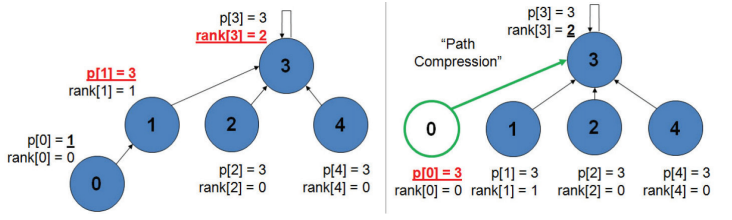 p[3] = 3
rank[3] = 2
3
p[1] = 3
rank[1] = 1
1
2
4
p[0] = 1
rank[0] = 0
0
p[2] = 3
rank[2] = 0
p[4] = 3
rank[4] = 0
p[3] = 3
rank[3] = 2
“Path
Compression”
3
0
1
2
4
p[0] = 3
rank[0] = 0
p[1] = 3
rank[1] = 1
p[2] = 3
rank[2] = 0
p[4] = 3
rank[4] = 0